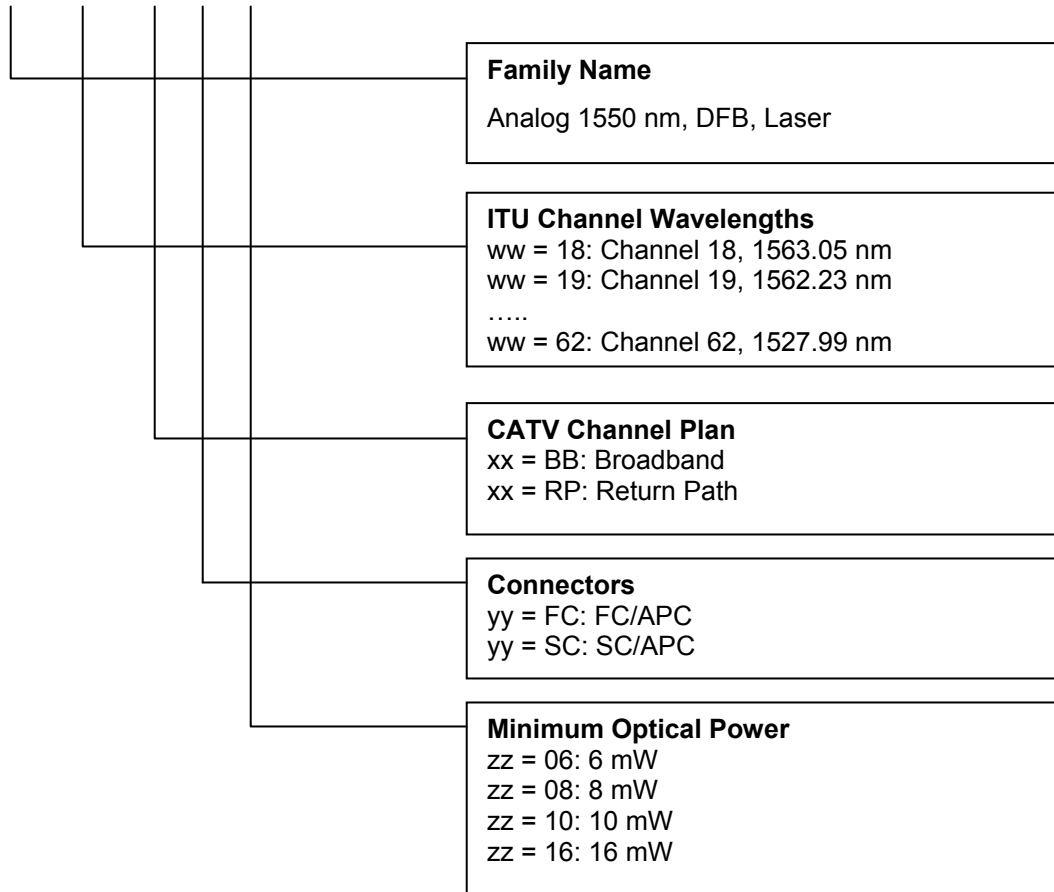 Family Name
Analog 1550 nm, DFB, Laser
ITU Channel Wavelengths
ww = 18: Channel 18, 1563.05 nm
ww = 19: Channel 19, 1562.23 nm
…..
ww = 62: Channel 62, 1527.99 nm
CATV Channel Plan
xx = BB: Broadband
xx = RP: Return Path
Connectors
yy = FC: FC/APC
yy = SC: SC/APC
Minimum Optical Power
zz = 06: 6 mW
zz = 08: 8 mW
zz = 10: 10 mW
zz = 16: 16 mW